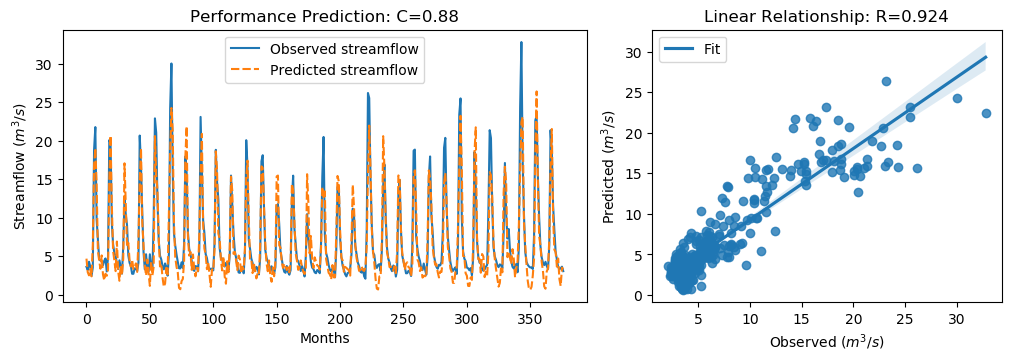 Performance Prediction: C=0.88
Observed streamflow
Predicted streamflow
Streamflow (m³/s)
30
25
20
15
10
5
0
0 50 100 150 200 250 300 350
Months
Linear Relationship: R=0.924
Fit
Predicted (m³/s)
30
25
20
15
10
5
0
5 10 15 20 25 30
Observed (m³/s)